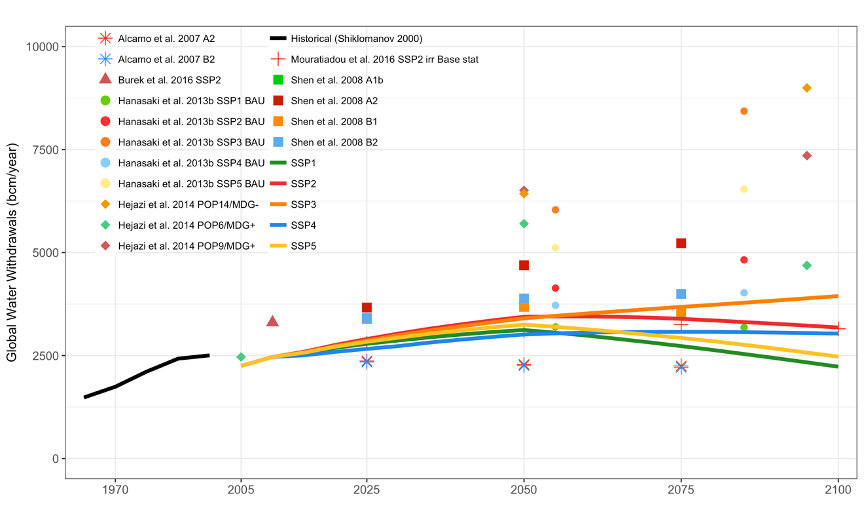 10000
7500
5000
2500
0
Global Water Withdrawals (bcm/year)
Alcamo et al. 2007 A2
Alcamo et al. 2007 B2
Burek et al. 2016 SSP2
Hanasaki et al. 2013b SSP1 BAU
Hanasaki et al. 2013b SSP2 BAU
Hanasaki et al. 2013b SSP3 BAU
Hanasaki et al. 2013b SSP4 BAU
Hanasaki et al. 2013b SSP5 BAU
Hejazi et al. 2014 POP14/MDG-
Hejazi et al. 2014 POP6/MDG+
Hejazi et al. 2014 POP9/MDG+
Historical (Shiklomanov 2000)
Mouratiadou et al. 2016 SSP2 irr Base stat
Shen et al. 2008 A1b
Shen et al. 2008 A2
Shen et al. 2008 B1
Shen et al. 2008 B2
SSP1
SSP2
SSP3
SSP4
SSP5
1970 2005 2025 2050 2075 2100